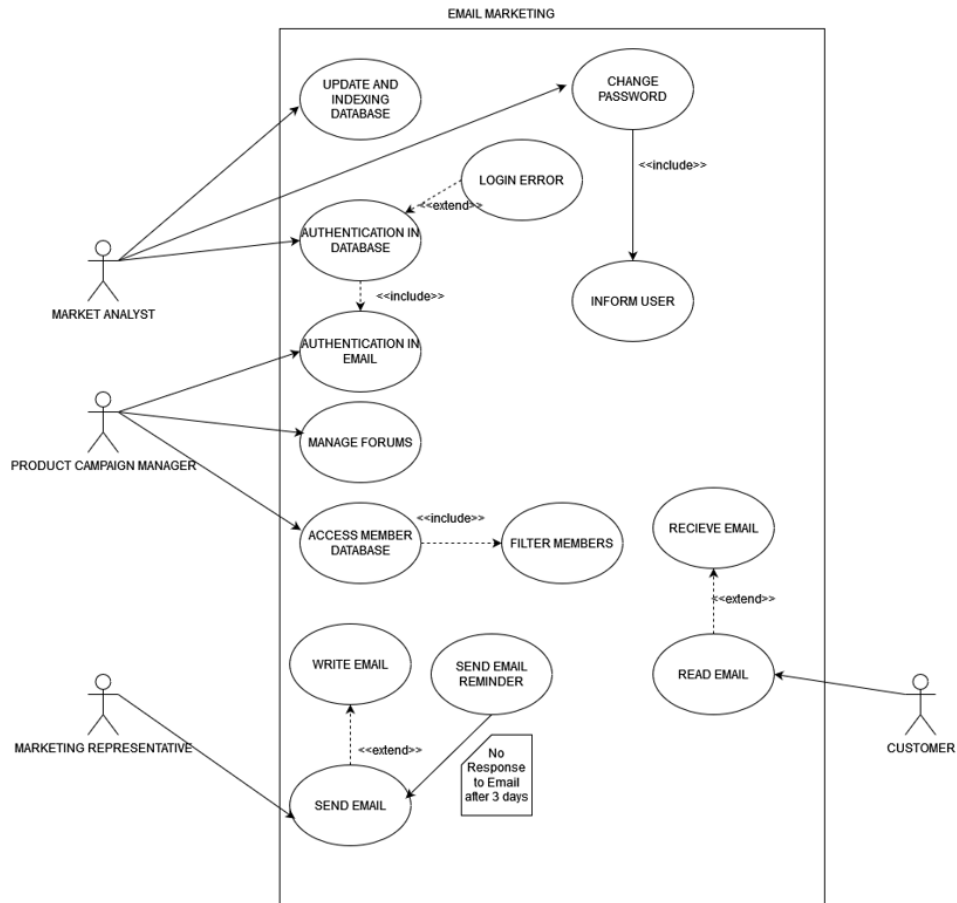 EMAIL MARKETING
UPDATE AND
INDEXING
DATABASE
CHANGE
PASSWORD
<<include>>
LOGIN ERROR
<<extend>>
AUTHENTICATION IN
DATABASE
<<include>>
INFORM USER
MARKET ANALYST
AUTHENTICATION IN
EMAIL
MANAGE FORUMS
PRODUCT CAMPAIGN MANAGER
<<include>>
ACCESS MEMBER
DATABASE
FILTER MEMBERS
RECIEVE EMAIL
<<extend>>
WRITE EMAIL
SEND EMAIL
REMINDER
READ EMAIL
MARKETING REPRESENTATIVE
CUSTOMER
<<extend>>
No
Response
to Email
after 3 days
SEND EMAIL